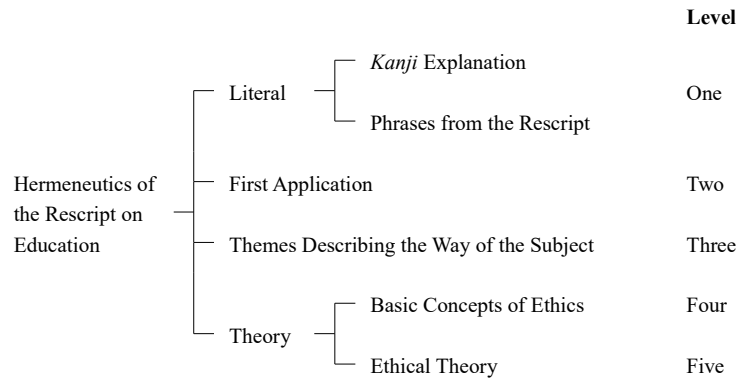 Level
Kanji Explanation
Literal
One
Phrases from the Rescript
Hermeneutics of
the Rescript on
Education
First Application
Two
Themes Describing the Way of the Subject
Three
Basic Concepts of Ethics
Four
Theory
Ethical Theory
Five